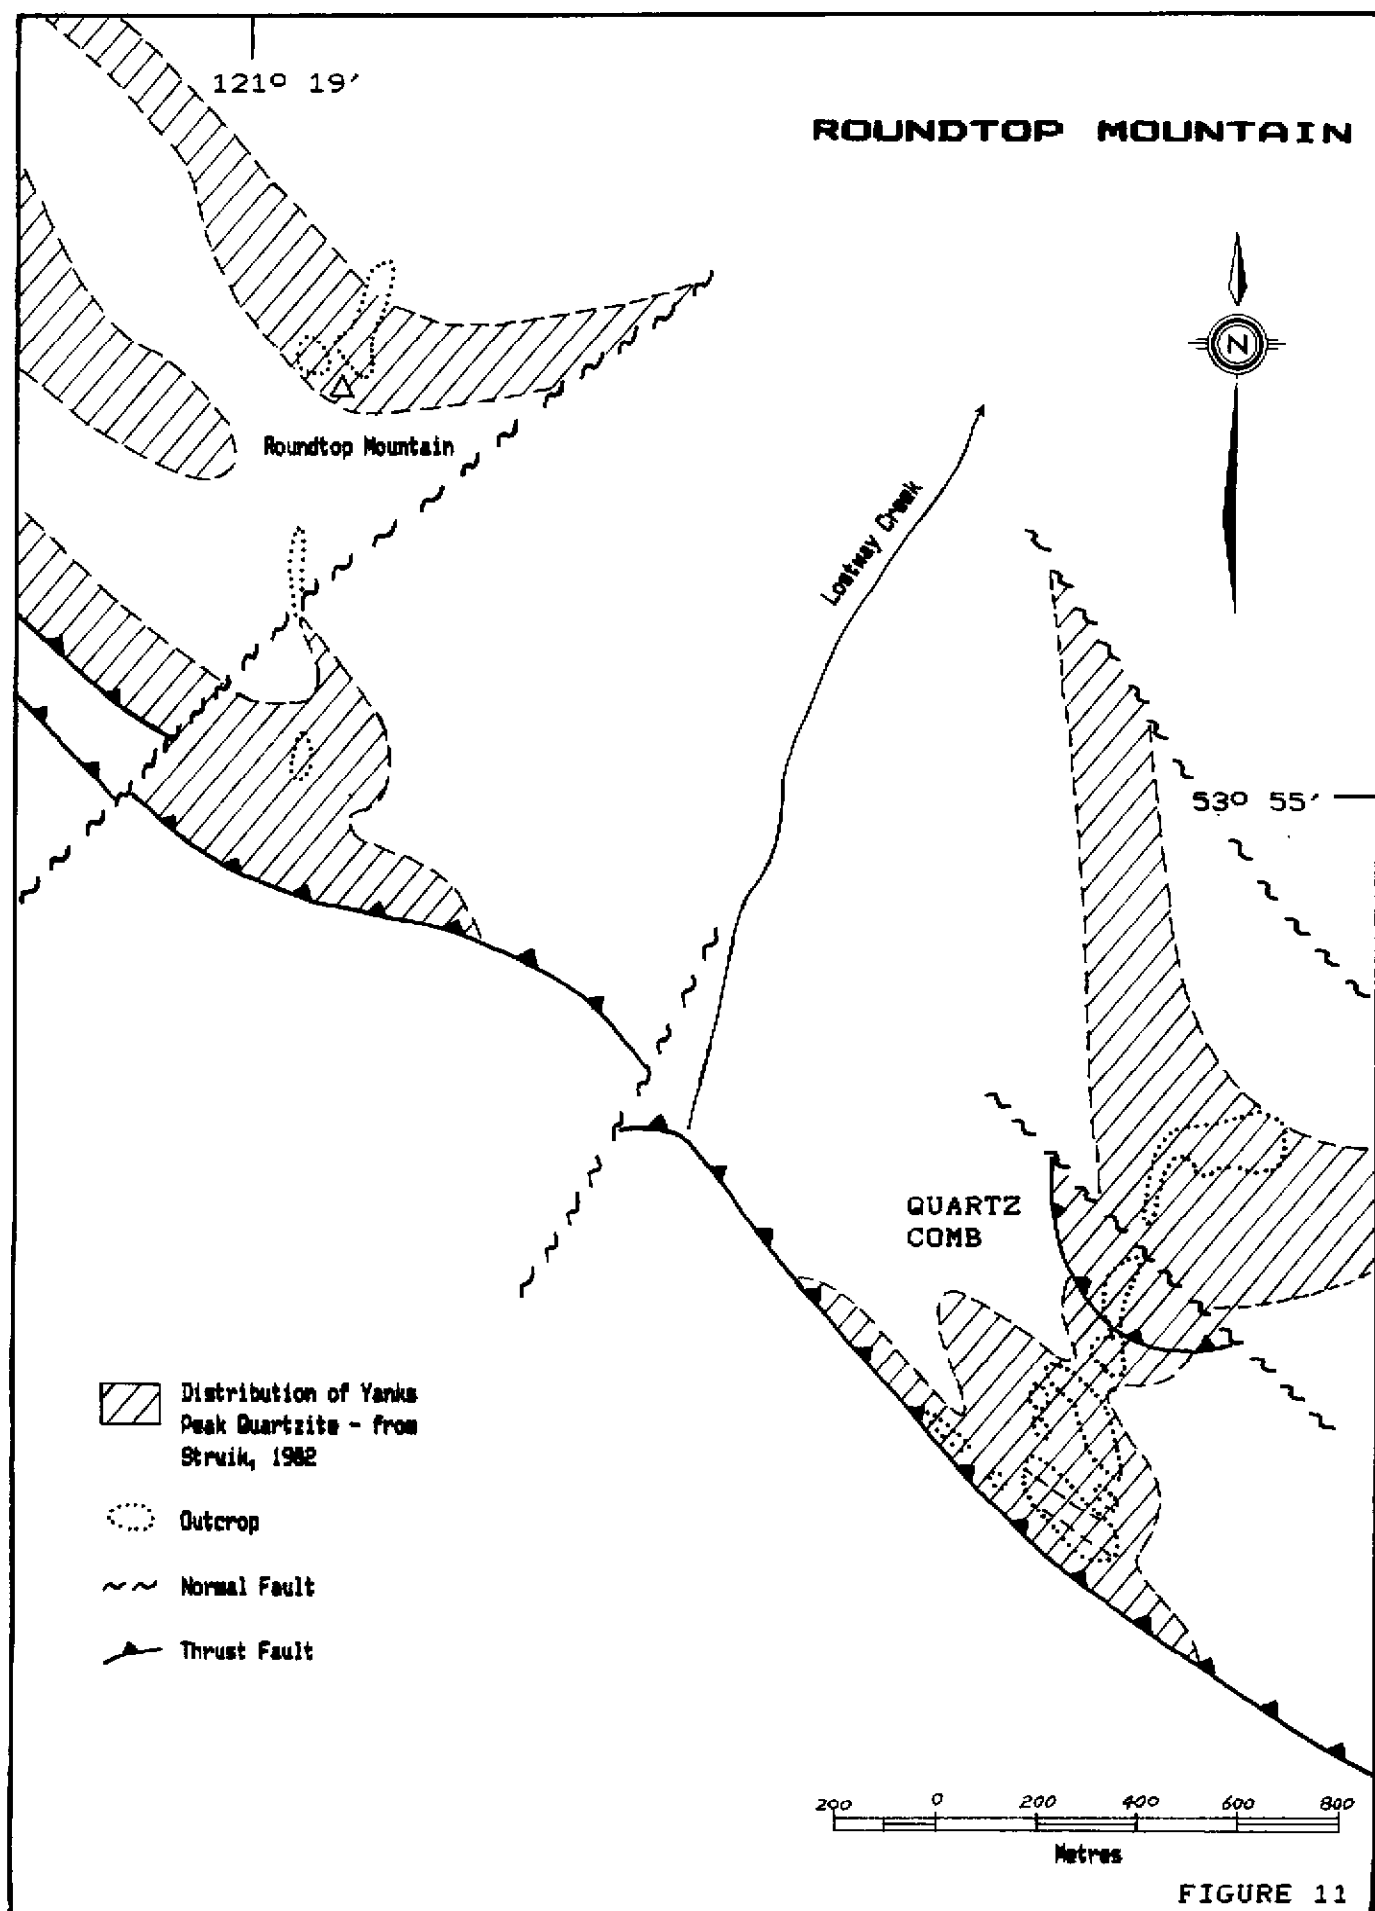 121° 19'
ROUNDTOP MOUNTAIN
N
Roundtop Mountain
Lostway Creek
53° 55'
QUARTZ
COMB
Distribution of Yanks
Peak Quartzite - from
Struik, 1982
Outcrop
Normal Fault
Thrust Fault
200 0 200 400 600 800
Metres
FIGURE 11